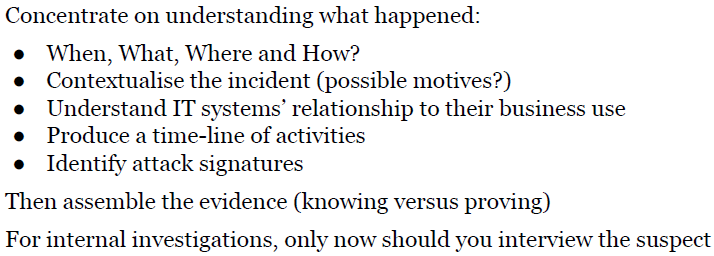 Concentrate on understanding what happened:
● When, What, Where and How?
● Contextualise the incident (possible motives?)
● Understand IT systems’ relationship to their business use
● Produce a time-line of activities
● Identify attack signatures
Then assemble the evidence (knowing versus proving)
For internal investigations, only now should you interview the suspect